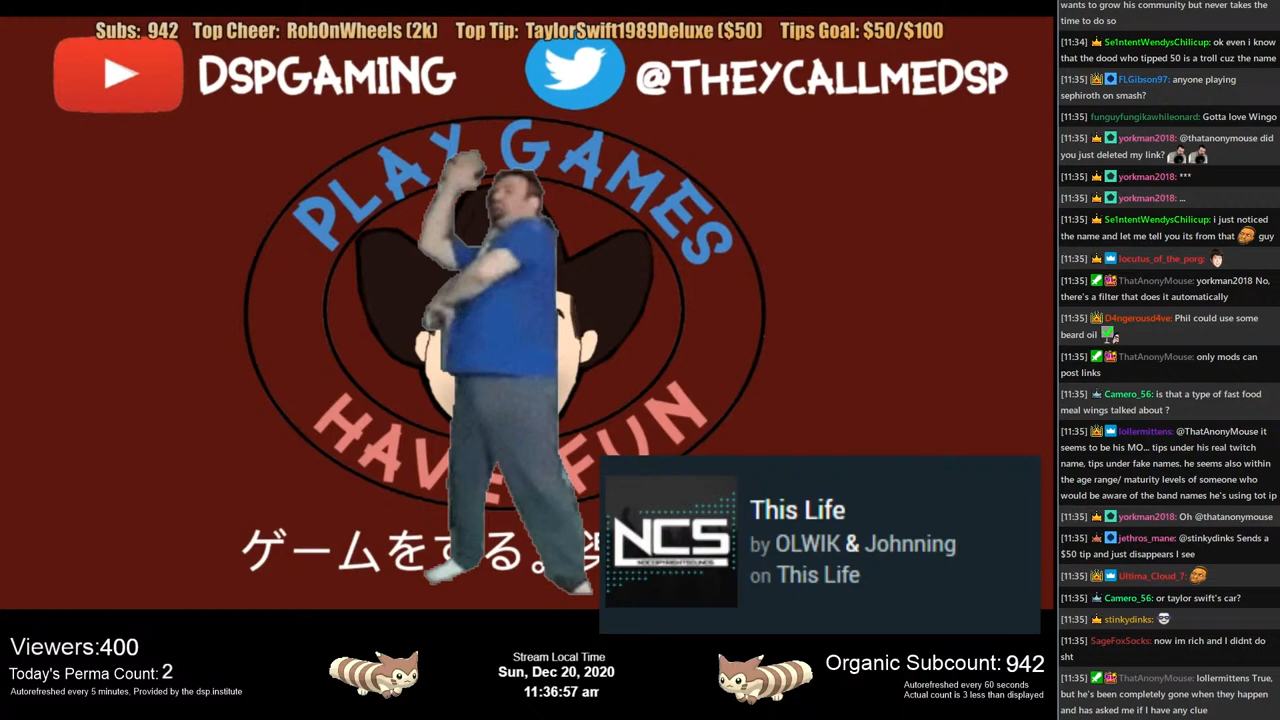 Subs: 942 Top Cheer: RobOnWheels (2k) Top Tip: TaylorSwift1989Deluxe ($50) Tips Goal: $50/$100
DSPGAMING
@THEYCALLMEDSP
PLAY GAMES
HAVE FUN
ゲームをする。
NCS
This Life
by OLWIK & Johnning
on This Life
Viewers:400
Today's Perma Count: 2
Autorefreshed every 5 minutes, Provided by the dsp.institute
Stream Local Time
Sun, Dec 20, 2020
11:36:57 am
Organic Subcount: 942
Autorefreshed every 60 seconds
Actual count is 3 less than displayed
wants to grow his community but never takes the
time to do so
[11:34] Se1ntentWendysChilicup: ok even i know
that the dood who tipped 50 is a troll cuz the name
[11:35] FLGibson97: anyone playing
sephiroth on smash?
[11:35] funguyfungikawhileonard: Gotta love Wingo
[11:35] yorkman2018: @thatanonymouse did
you just deleted my link?
[11:35] yorkman2018: ***
[11:35] yorkman2018: ...
[11:35] Se1ntentWendysChilicup: i just noticed
the name and let me tell you its from that guy
[11:35] locutus_of_the_porg:
[11:35] ThatAnonyMouse: yorkman2018 No,
there's a filter that does it automatically
[11:35] D4ngerousd4ve: Phil could use some
beard oil
[11:35] ThatAnonyMouse: only mods can
post links
[11:35] Camero_56: is that a type of fast food
meal wings talked about ?
[11:35] lollermittens: @ThatAnonyMouse it
seems to be his MO... tips under his real twitch
name, tips under fake names. he seems also within
the age range/ maturity levels of someone who
would be aware of the band names he's using tot ip
[11:35] yorkman2018: Oh @thatanonymouse
[11:35] jethros_mane: @stinkydinks Sends a
$50 tip and just disappears I see
[11:35] Ultima_Cloud_7:
[11:35] Camero_56: or taylor swift's car?
[11:35] stinkydinks:
[11:35] SageFoxSocks: now im rich and I didnt do
sht
[11:35] ThatAnonyMouse: lollermittens True,
but he's been completely gone when they happen
and has asked me if I have any clue